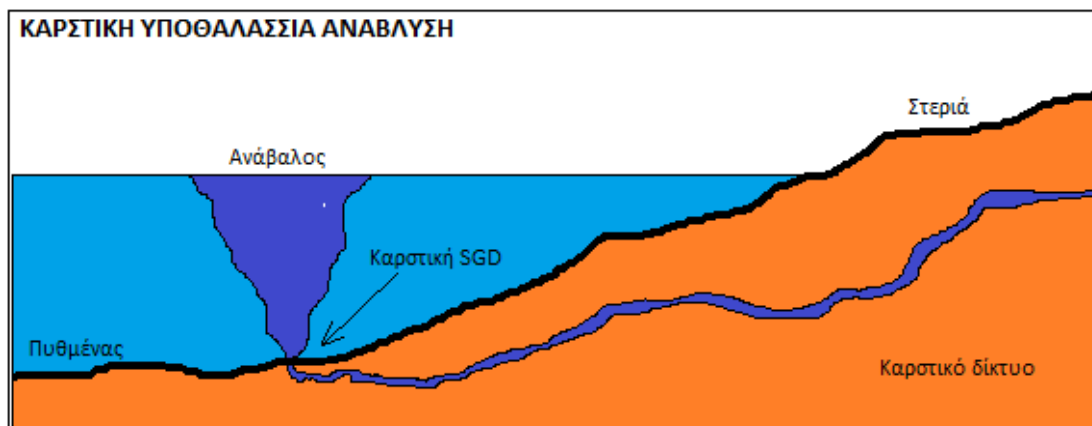 ΚΑΡΣΤΙΚΗ ΥΠΟΘΑΛΑΣΣΙΑ ΑΝΑΒΛΥΣΗ
Στεριά
Ανάβαλος
Καρστική SGD
Πυθμένας
Καρστικό δίκτυο